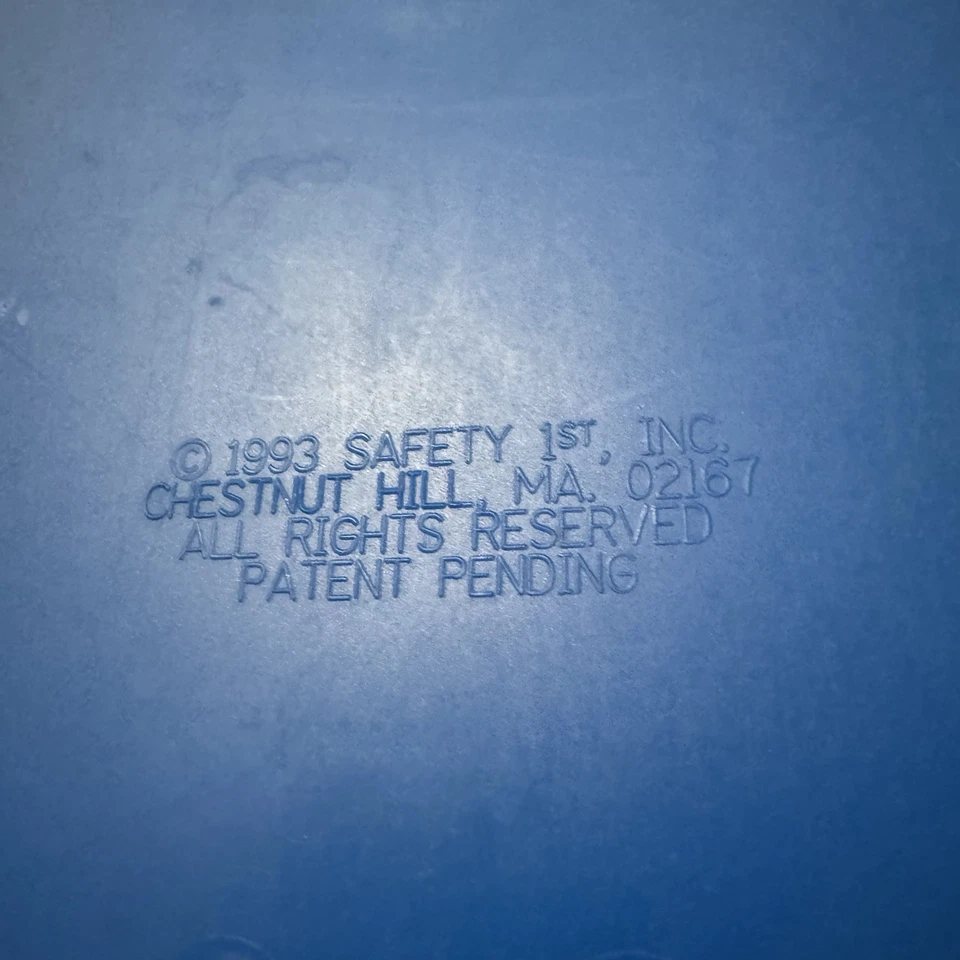 © 1993 SAFETY 1ST, INC.
CHESTNUT HILL, MA. 02167
ALL RIGHTS RESERVED
PATENT PENDING